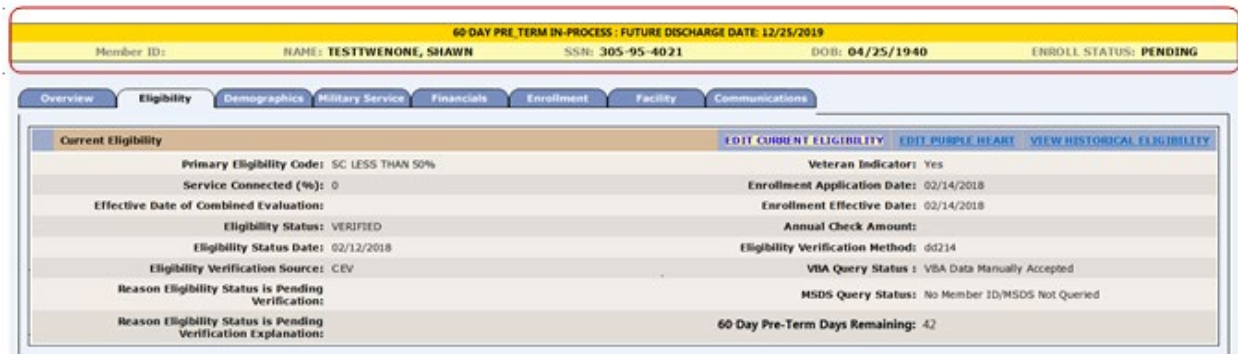 60 DAY PRE_TERM IN-PROCESS : FUTURE DISCHARGE DATE: 12/25/2019
Member ID: NAME: TESTTWENONE, SHAWN SSN: 305-95-4021 DOB: 04/25/1940 ENROLL STATUS: PENDING
Overview Eligibility Demographics Military Service Financials Enrollment Facility Communications
Current Eligibility EDIT CURRENT ELIGIBILITY EDIT PURPLE HEART VIEW HISTORICAL ELIGIBILITY
Primary Eligibility Code: SC LESS THAN 50% Veteran Indicator: Yes
Service Connected (%): 0 Enrollment Application Date: 02/14/2018
Effective Date of Combined Evaluation: Enrollment Effective Date: 02/14/2018
Eligibility Status: VERIFIED Annual Check Amount:
Eligibility Status Date: 02/12/2018 Eligibility Verification Method: dd214
Eligibility Verification Source: CEV VBA Query Status : VBA Data Manually Accepted
Reason Eligibility Status is Pending
Verification: MSDS Query Status: No Member ID/MSDS Not Queried
Reason Eligibility Status is Pending
Verification Explanation: 60 Day Pre-Term Days Remaining: 42